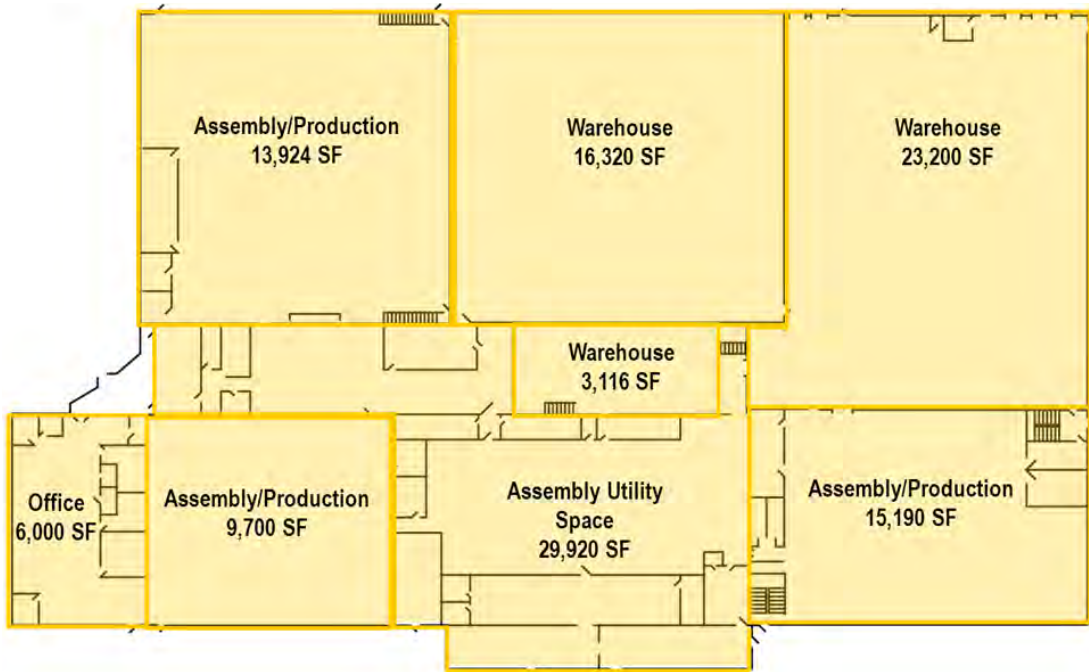 Assembly/Production
13,924 SF
Warehouse
16,320 SF
Warehouse
23,200 SF
Warehouse
3,116 SF
Office
6,000 SF
Assembly/Production
9,700 SF
Assembly Utility
Space
29,920 SF
Assembly/Production
15,190 SF